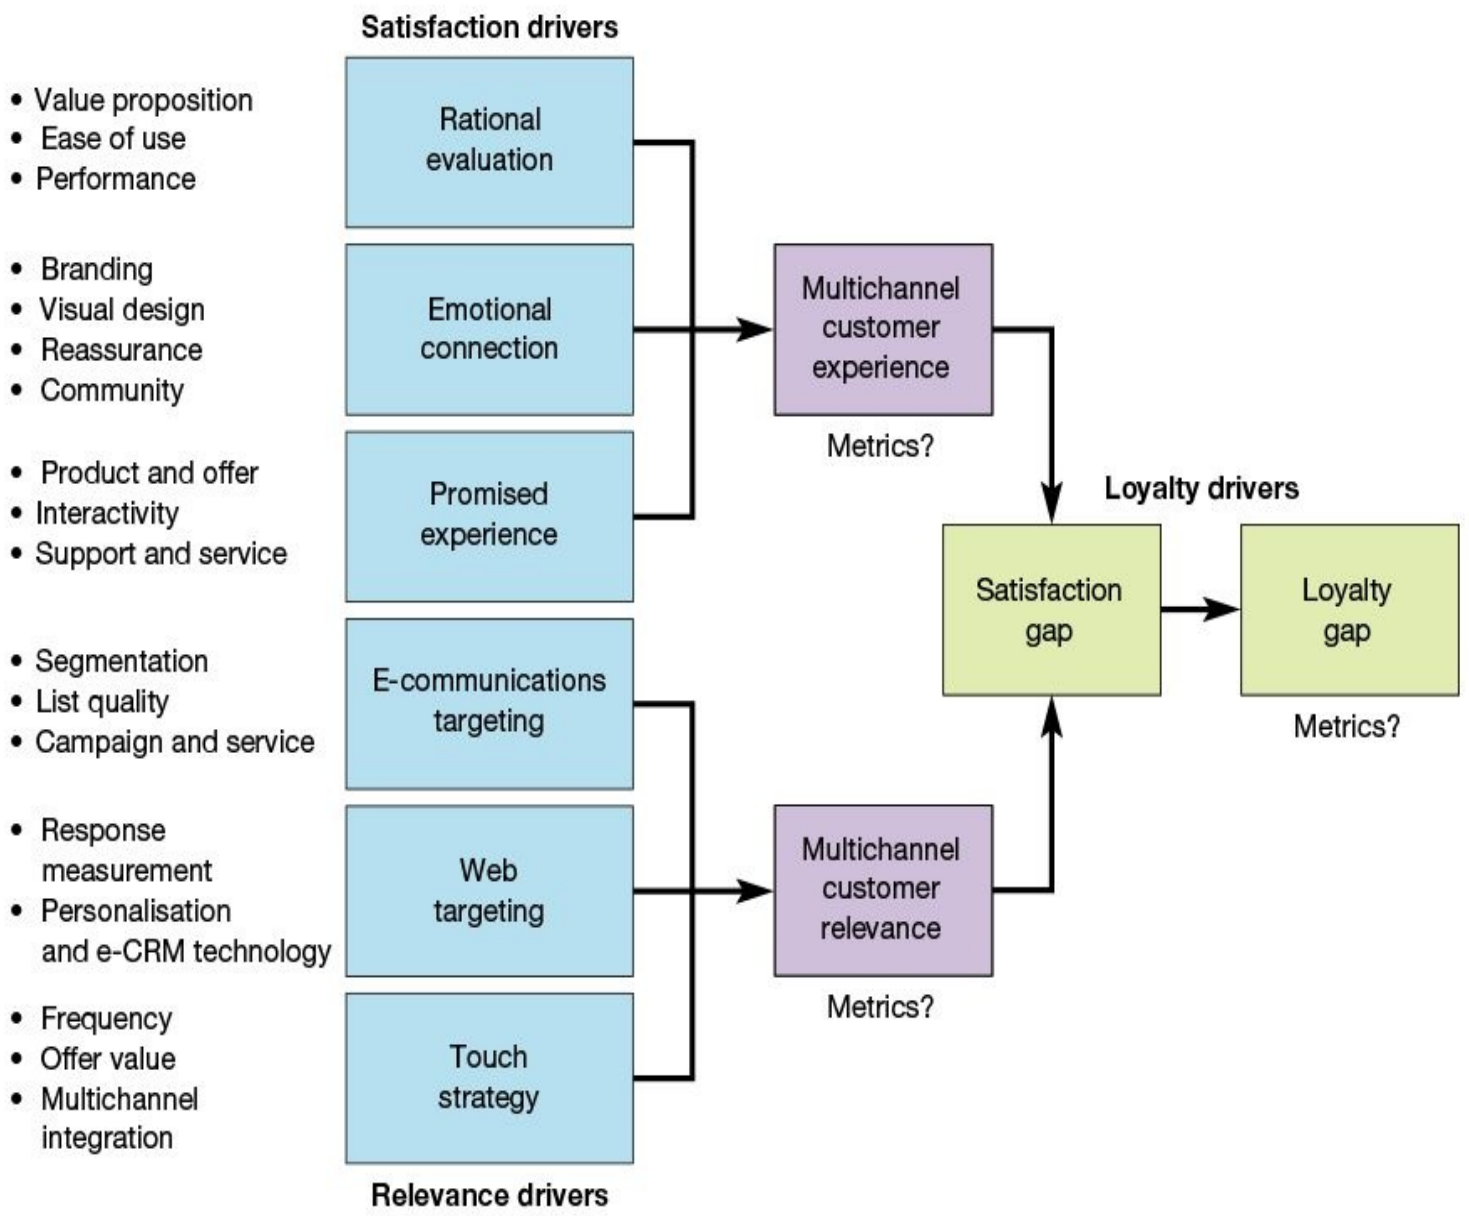 Satisfaction drivers
• Value proposition
• Ease of use
• Performance
Rational
evaluation
• Branding
• Visual design
• Reassurance
• Community
Emotional
connection
• Product and offer
• Interactivity
• Support and service
Promised
experience
Multichannel
customer
experience
Metrics?
• Segmentation
• List quality
• Campaign and service
E-communications
targeting
• Response
measurement
• Personalisation
and e-CRM technology
Web
targeting
• Frequency
• Offer value
• Multichannel
integration
Touch
strategy
Relevance drivers
Multichannel
customer
relevance
Metrics?
Loyalty drivers
Satisfaction
gap
Loyalty
gap
Metrics?